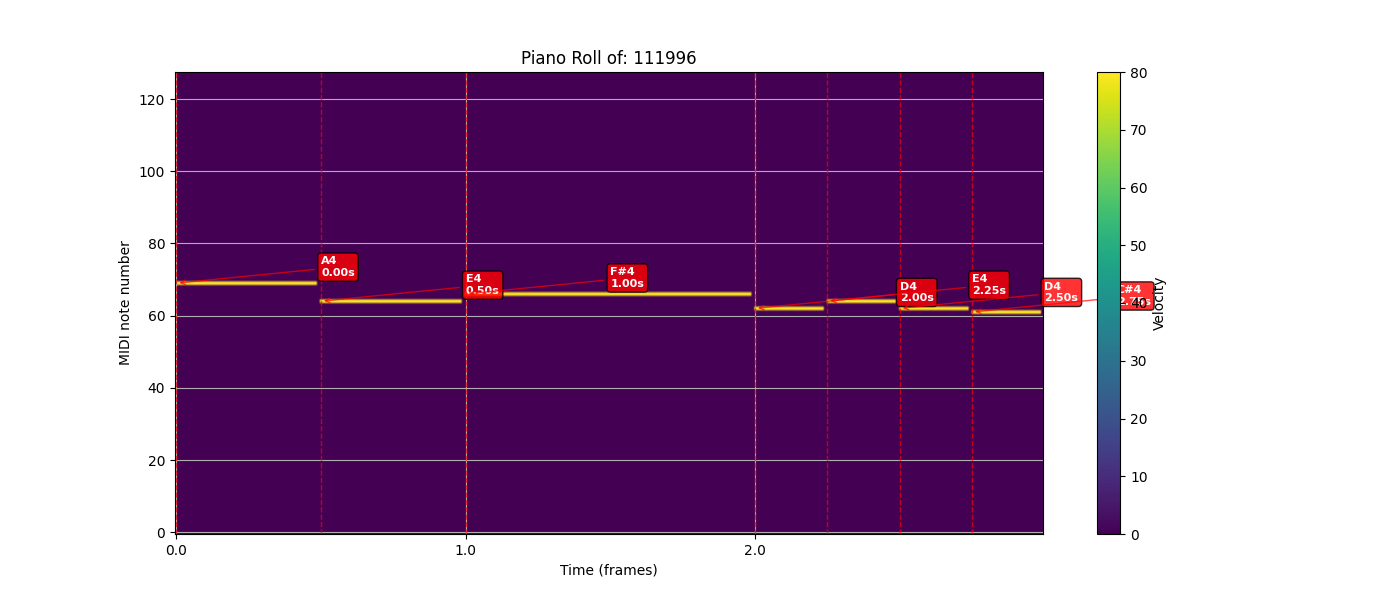 Piano Roll of: 111996
MIDI note number
120
100
80
60
40
20
0
A4
0.00s
E4
0.50s
F#4
1.00s
D4
2.00s
E4
2.25s
D4
2.50s
C#4
0.0
1.0
2.0
Time (frames)
80
70
60
50
40
30
20
10
0
Velocity